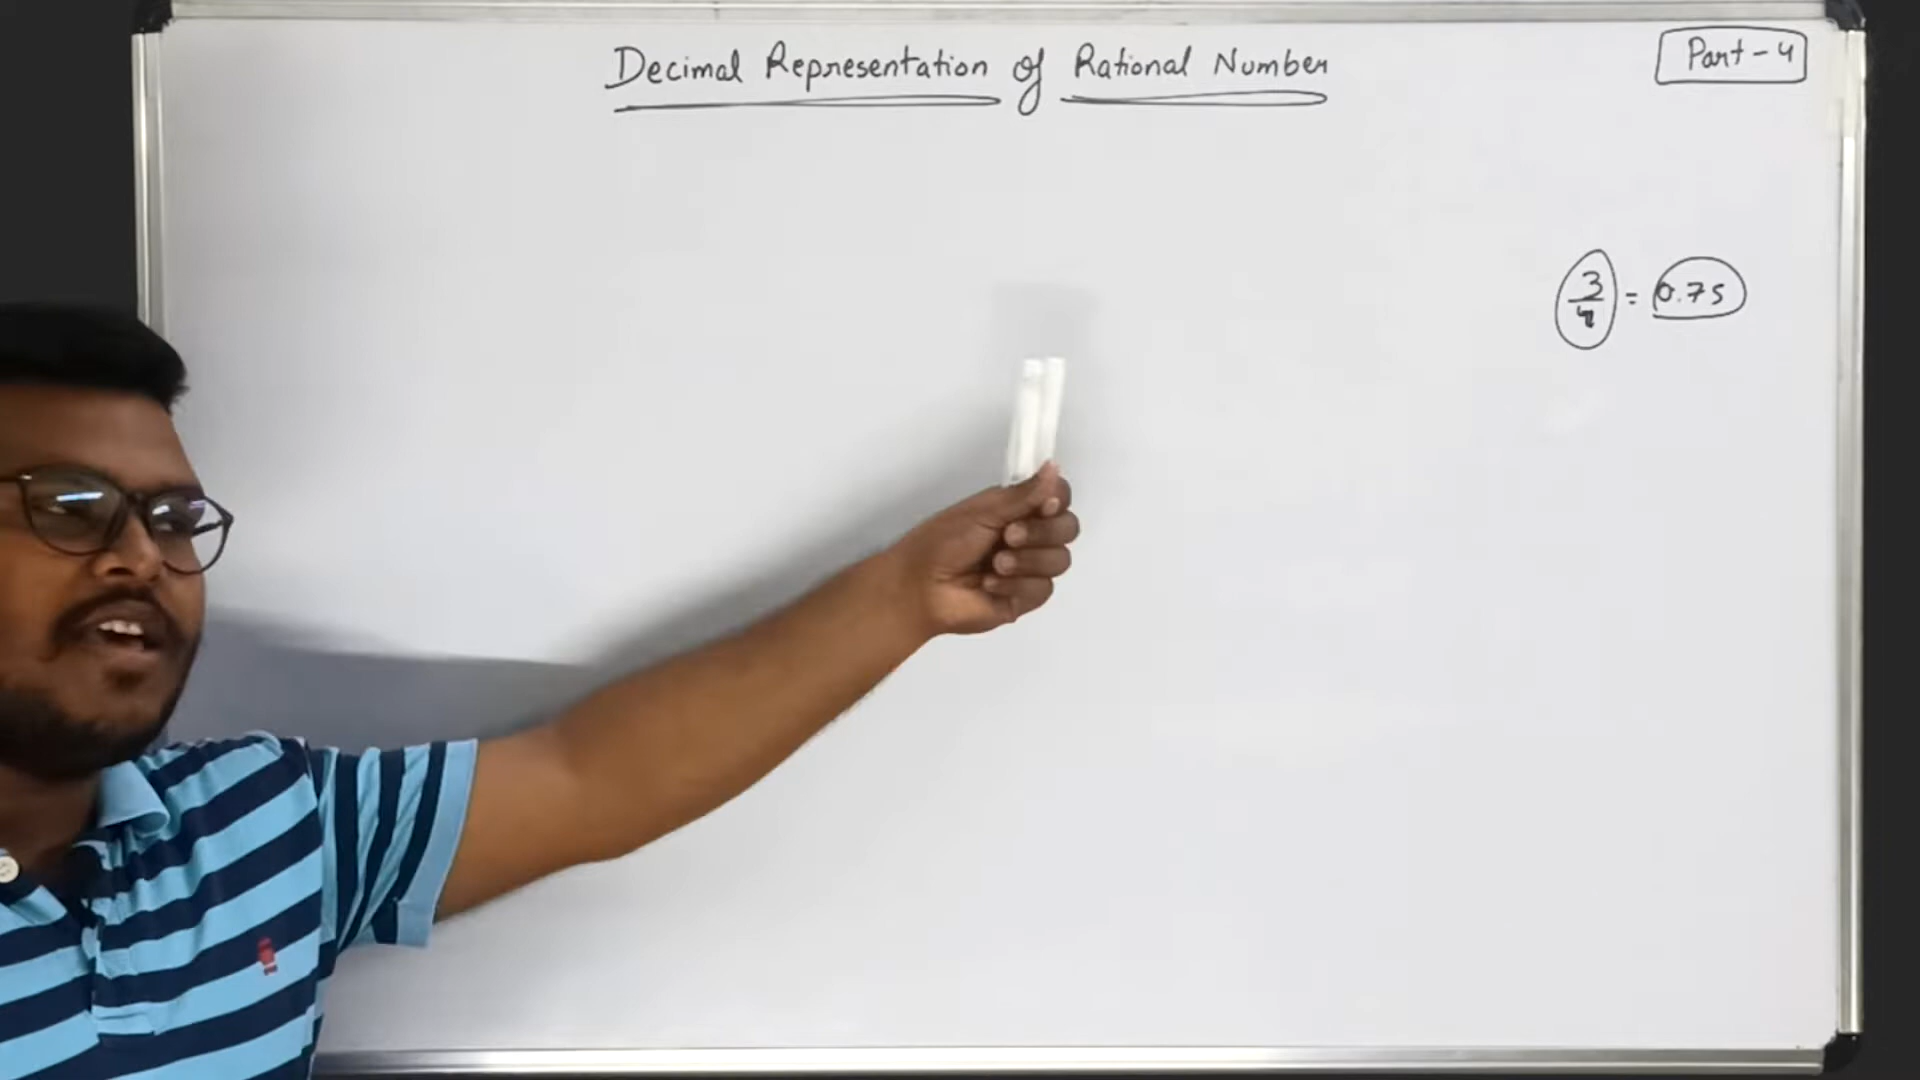 Decimal Representation of Rational Number
Part - 4
3/4 = 0.75